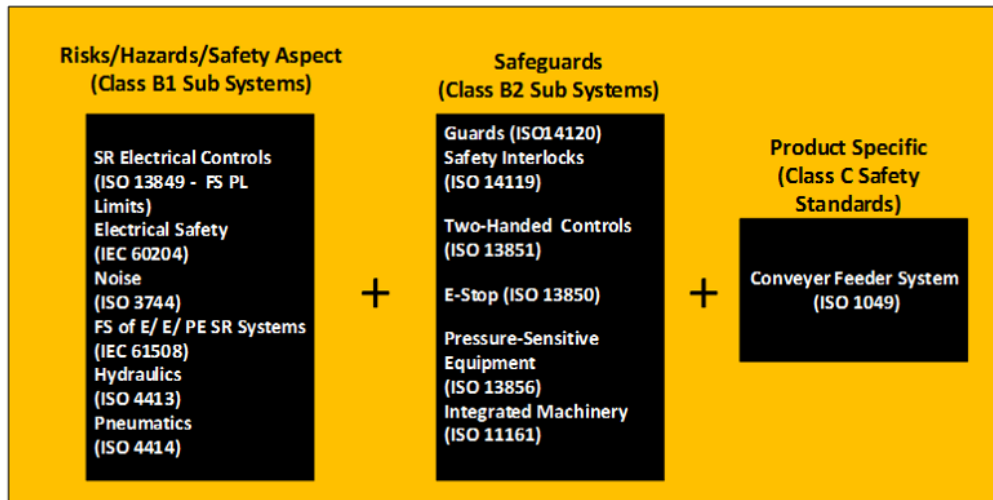 Risks/Hazards/Safety Aspect
(Class B1 Sub Systems)
SR Electrical Controls
(ISO 13849 - FS PL
Limits)
Electrical Safety
(IEC 60204)
Noise
(ISO 3744)
FS of E/ E/ PE SR Systems
(IEC 61508)
Hydraulics
(ISO 4413)
Pneumatics
(ISO 4414)
+
Safeguards
(Class B2 Sub Systems)
Guards (ISO14120)
Safety Interlocks
(ISO 14119)
Two-Handed Controls
(ISO 13851)
E-Stop (ISO 13850)
Pressure-Sensitive
Equipment
(ISO 13856)
Integrated Machinery
(ISO 11161)
+
Product Specific
(Class C Safety
Standards)
Conveyer Feeder System
(ISO 1049)